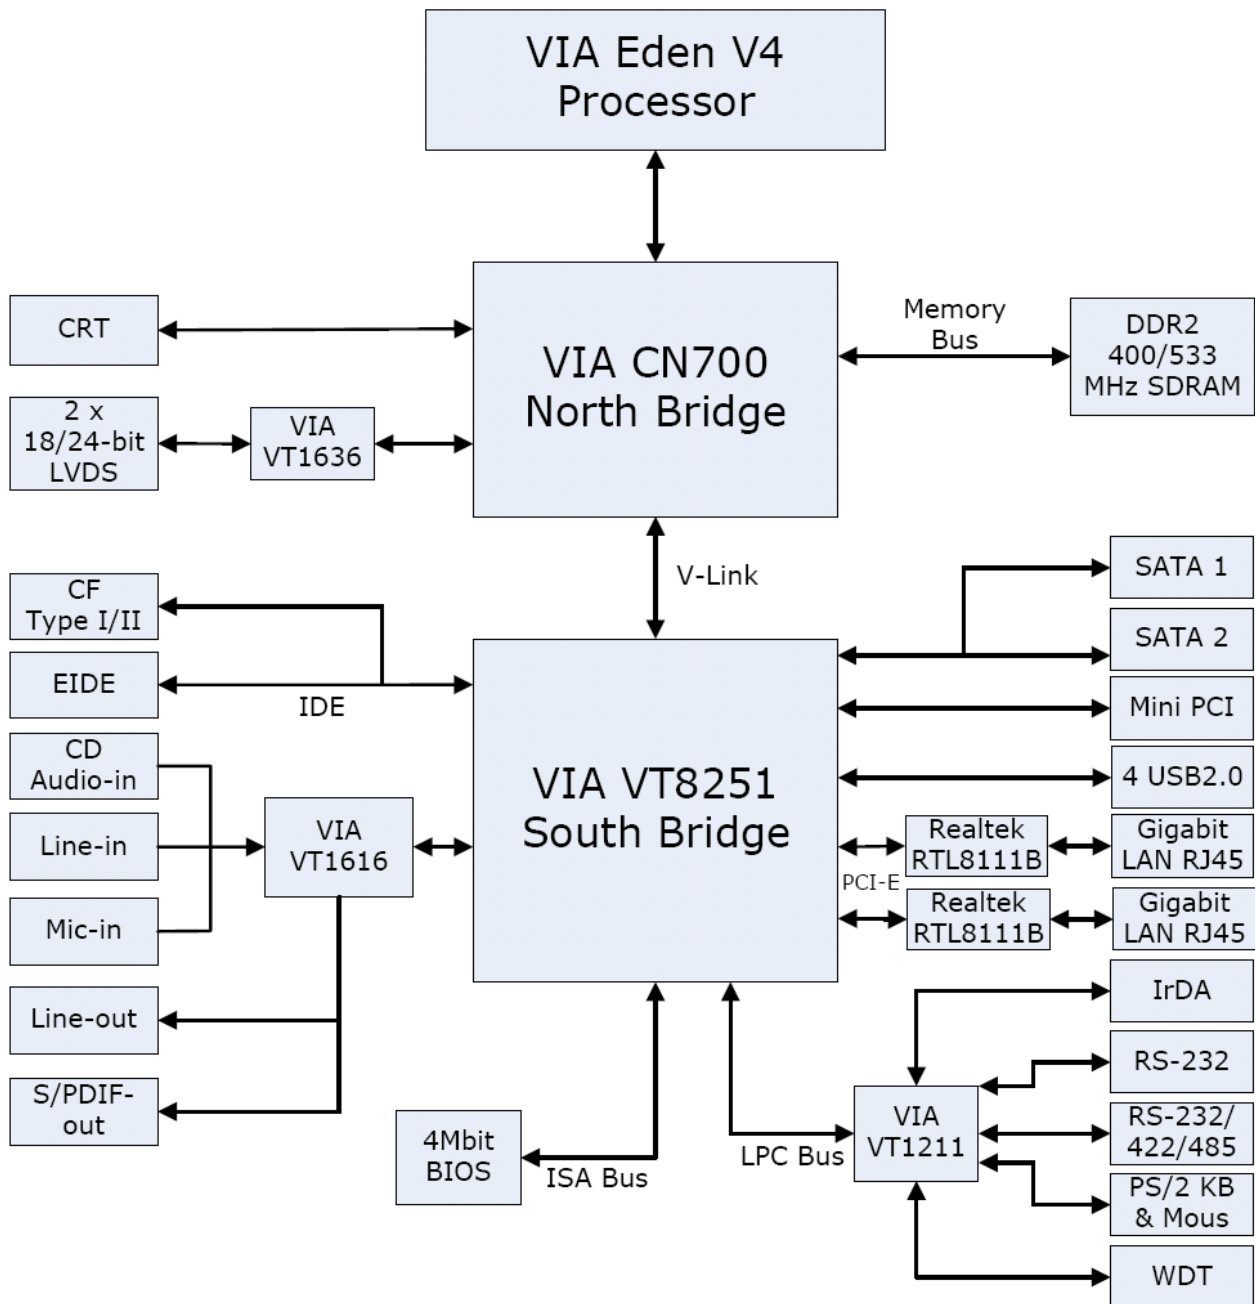 VIA Eden V4
Processor
CRT
2 x
18/24-bit
LVDS
VIA
VT1636
VIA CN700
North Bridge
Memory
Bus
DDR2
400/533
MHz SDRAM
V-Link
CF
Type I/II
EIDE
IDE
CD
Audio-in
Line-in
Mic-in
Line-out
S/PDIF-
out
VIA
VT1616
VIA VT8251
South Bridge
SATA 1
SATA 2
Mini PCI
4 USB2.0
Realtek
RTL8111B
Gigabit
LAN RJ45
PCI-E
Realtek
RTL8111B
Gigabit
LAN RJ45
4Mbit
BIOS
ISA Bus
LPC Bus
VIA
VT1211
IrDA
RS-232
RS-232/
422/485
PS/2 KB
& Mous
WDT